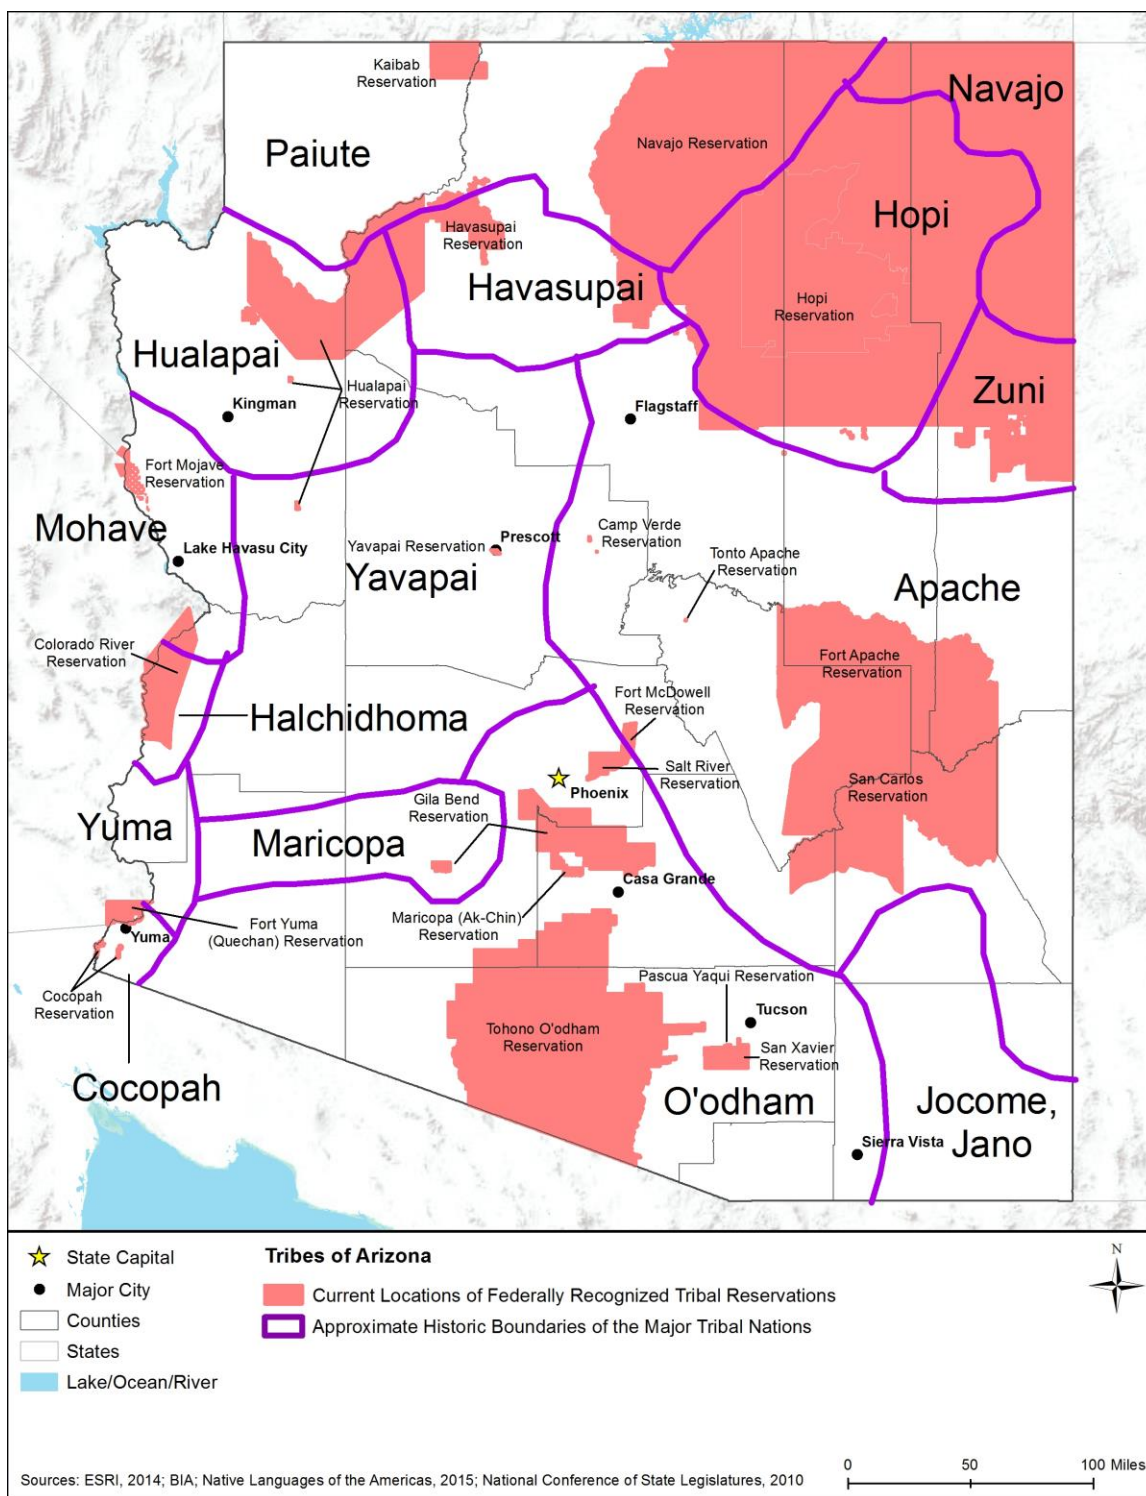 Kaibab
Reservation
Navajo
Paiute
Navajo Reservation
Havasupai
Reservation
Hopi
Havasupai
Hopi
Reservation
Hualapai
Hualapai
Reservation
Zuni
Kingman
Flagstaff
Fort Mojave
Reservation
Mohave
Lake Havasu City
Yavapai Reservation
Prescott
Camp Verde
Reservation
Tonto Apache
Reservation
Yavapai
Apache
Colorado River
Reservation
Fort Apache
Reservation
Halchidhoma
Fort McDowell
Reservation
Salt River
Reservation
San Carlos
Reservation
Phoenix
Gila Bend
Reservation
Yuma
Maricopa
Casa Grande
Maricopa (Ak-Chin)
Reservation
Fort Yuma
(Quechan) Reservation
Yuma
Cocopah
Reservation
Pascua Yaqui Reservation
Tucson
Tohono O'odham
Reservation
San Xavier
Reservation
Cocopah
O'odham
Jocome,
Jano
Sierra Vista
State Capital
Major City
Counties
States
Lake/Ocean/River
Tribes of Arizona
Current Locations of Federally Recognized Tribal Reservations
Approximate Historic Boundaries of the Major Tribal Nations
N
Sources: ESRI, 2014; BIA; Native Languages of the Americas, 2015; National Conference of State Legislatures, 2010
0 50 100 Miles